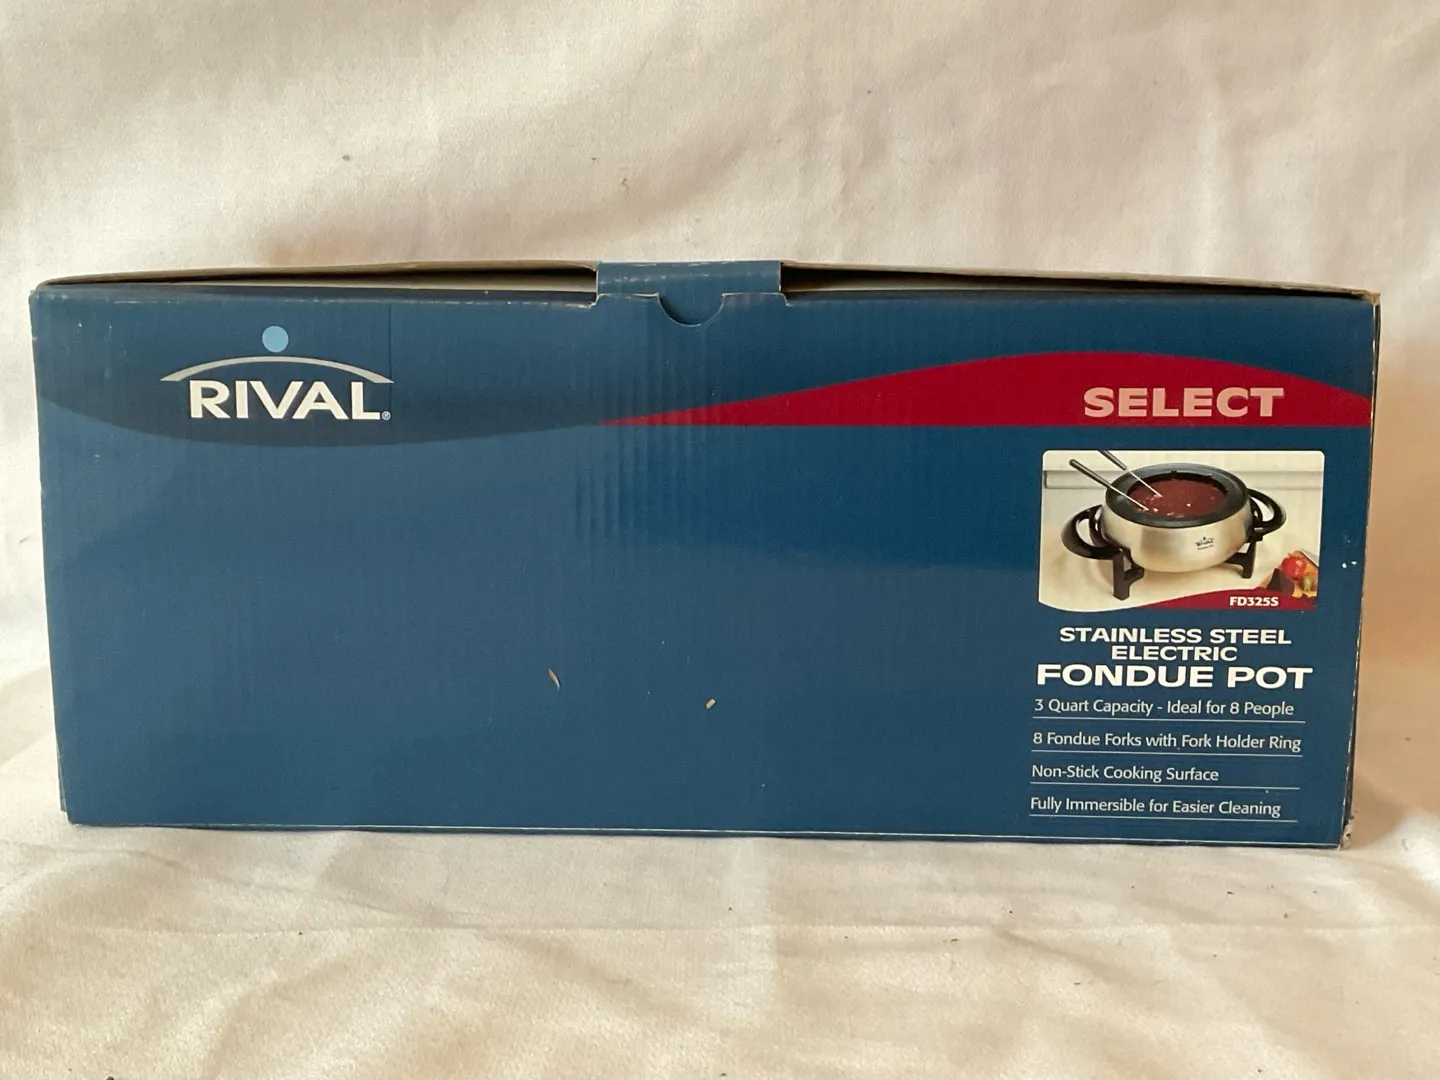 RIVAL®
SELECT
RIVAL
FD325S
STAINLESS STEEL
ELECTRIC
FONDUE POT
3 Quart Capacity - Ideal for 8 People
8 Fondue Forks with Fork Holder Ring
Non-Stick Cooking Surface
Fully Immersible for Easier Cleaning